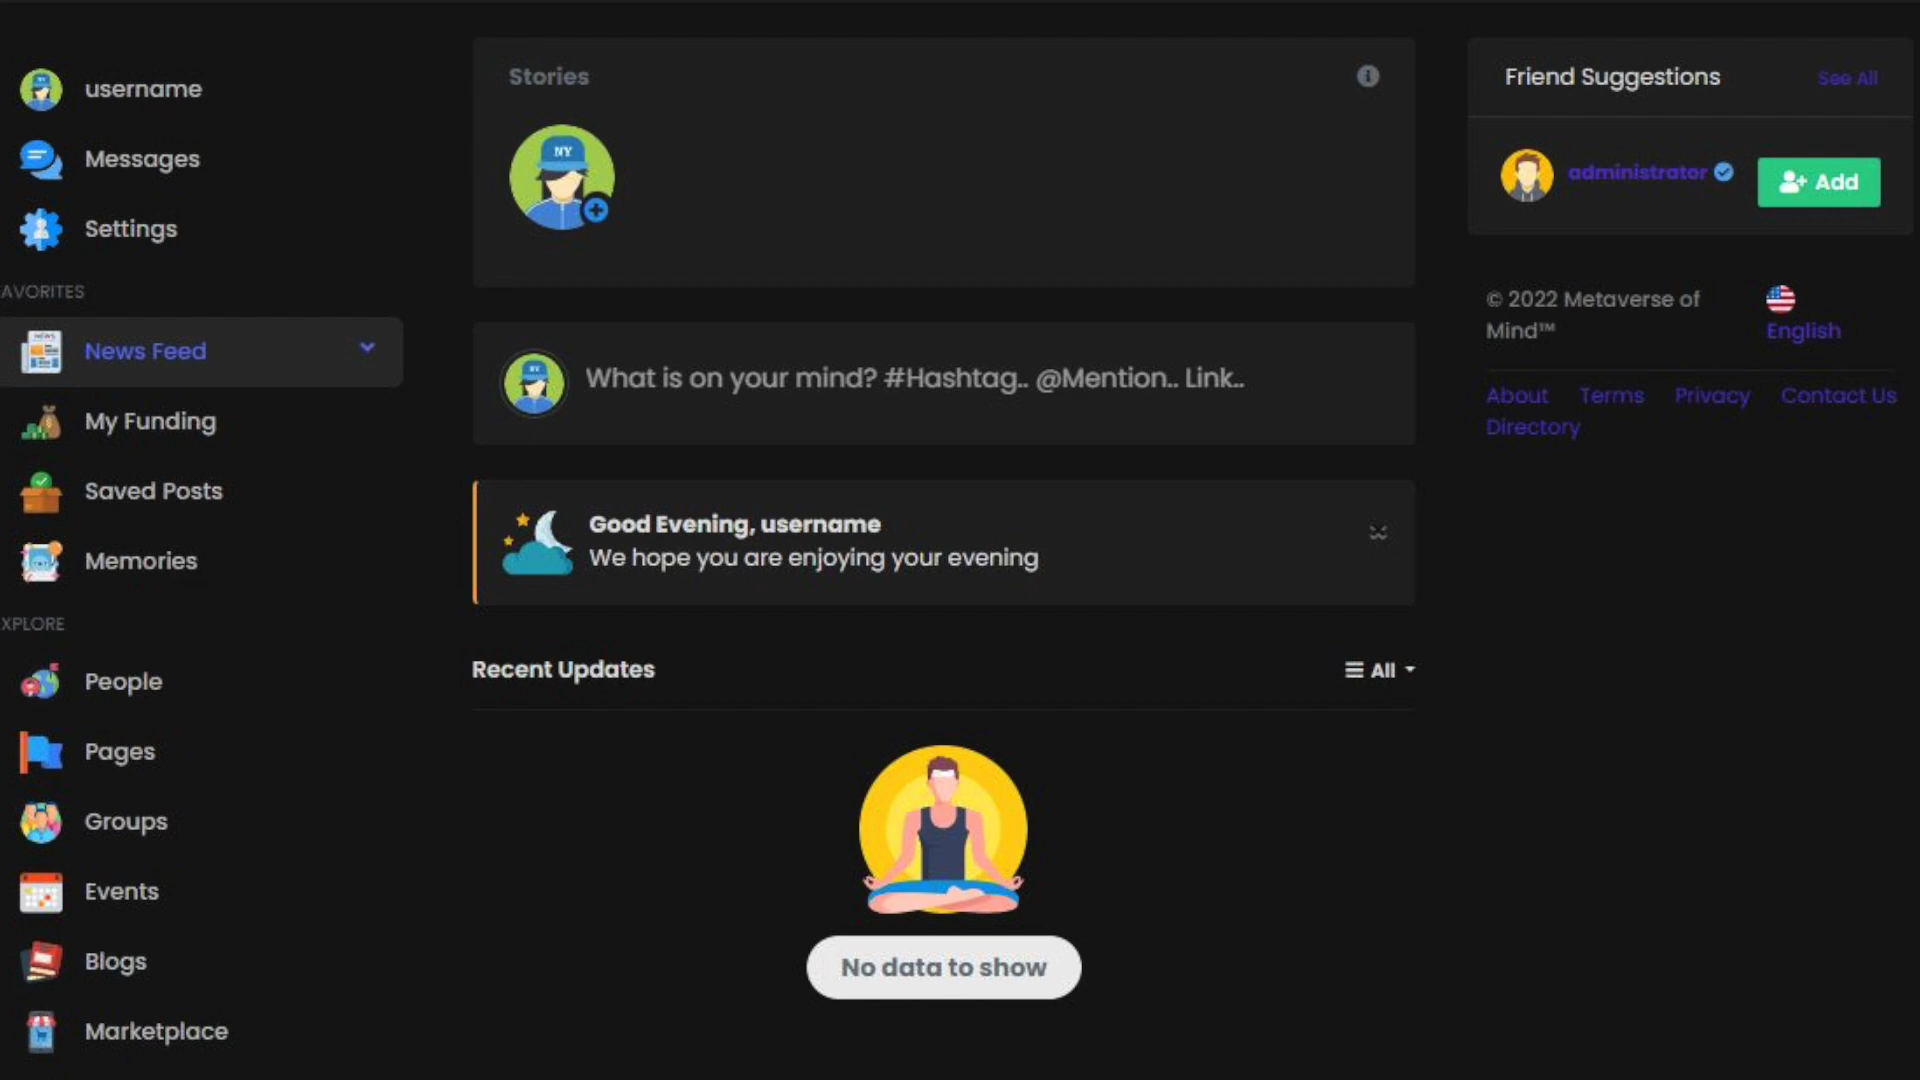 username
Messages
Settings
AVORITES
News Feed
My Funding
Saved Posts
Memories
XPLORE
People
Pages
Groups
Events
Blogs
Marketplace
Stories
NY
What is on your mind? #Hashtag.. @Mention.. Link..
Good Evening, username
We hope you are enjoying your evening
Recent Updates
All
No data to show
Friend Suggestions See All
administrator
Add
© 2022 Metaverse of
Mind™
English
About Terms Privacy Contact Us
Directory